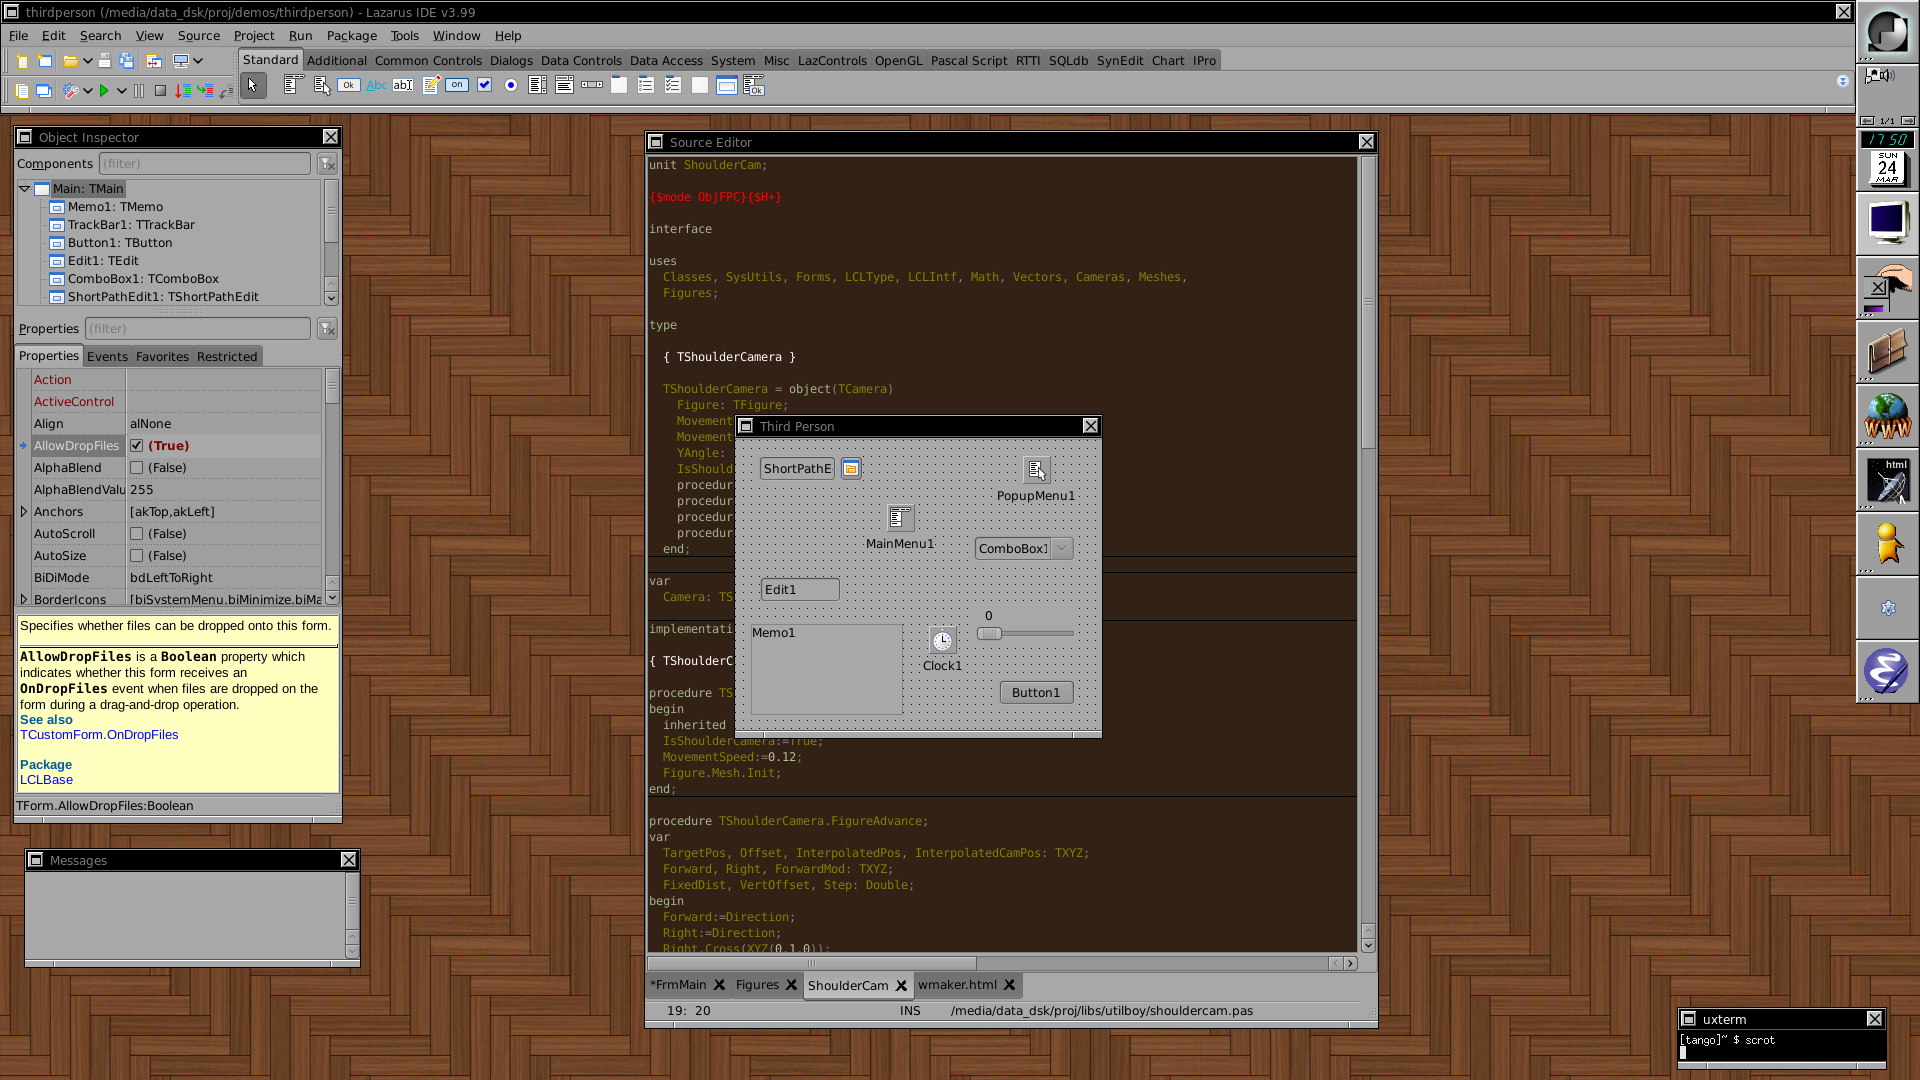 thirdperson (/media/data_dsk/proj/demos/thirdperson) - Lazarus IDE v3.99
File Edit Search View Source Project Run Package Tools Window Help
Standard Additional Common Controls Dialogs Data Controls Data Access System Misc LazControls OpenGL Pascal Script RTTI SQLdb SynEdit Chart IPro
Ok Abc abI on Ok
1/1
17:50
SUN
24
MAR
html
Object Inspector
Components (filter)
Main: TMain
Memo1: TMemo
TrackBar1: TTrackBar
Button1: TButton
Edit1: TEdit
ComboBox1: TComboBox
ShortPathEdit1: TShortPathEdit
Properties (filter)
Properties Events Favorites Restricted
Action
ActiveControl
Align alNone
AllowDropFiles (True)
AlphaBlend (False)
AlphaBlendValu 255
Anchors [akTop,akLeft]
AutoScroll (False)
AutoSize (False)
BiDiMode bdLeftToRight
BorderIcons [biSystemMenu,biMinimize,biMa
Specifies whether files can be dropped onto this form.
AllowDropFiles is a Boolean property which
indicates whether this form receives an
OnDropFiles event when files are dropped on the
form during a drag-and-drop operation.
See also
TCustomForm.OnDropFiles
Package
LCLBase
TForm.AllowDropFiles:Boolean
Messages
Source Editor
unit ShoulderCam;
{$mode ObjFPC}{$H+}
interface
uses
Classes, SysUtils, Forms, LCLType, LCLIntf, Math, Vectors, Cameras, Meshes,
Figures;
type
{ TShoulderCamera }
TShoulderCamera = object(TCamera)
Figure: TFigure;
Movement
Movement
YAngle:
IsShould
procedur
procedur
procedur
procedur
end;
var
Camera: TS
implementati
{ TShoulderC
procedure TS
begin
inherited
IsShoulderCamera:=True;
MovementSpeed:=0.12;
Figure.Mesh.Init;
end;
procedure TShoulderCamera.FigureAdvance;
var
TargetPos, Offset, InterpolatedPos, InterpolatedCamPos: TXYZ;
Forward, Right, ForwardMod: TXYZ;
FixedDist, VertOffset, Step: Double;
begin
Forward:=Direction;
Right:=Direction;
Right.Cross(XYZ(0,1,0));
*FrmMain Figures ShoulderCam wmaker.html
19: 20 INS /media/data_dsk/proj/libs/utilboy/shouldercam.pas
Third Person
ShortPathE
PopupMenu1
MainMenu1
ComboBox1
Edit1
0
Memo1
Clock1
Button1
uxterm
[tango]~ $ scrot